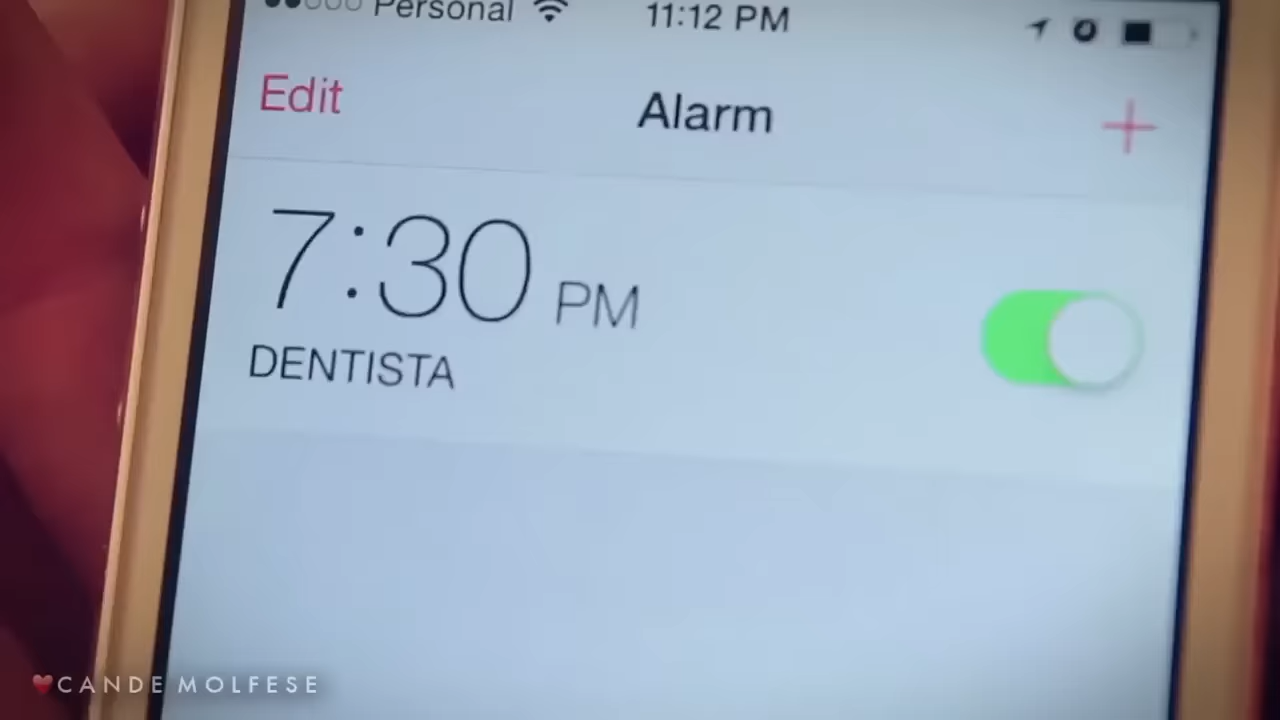 Personal 11:12 PM
Edit Alarm +
7:30 PM
DENTISTA
CANDE MOLFESE